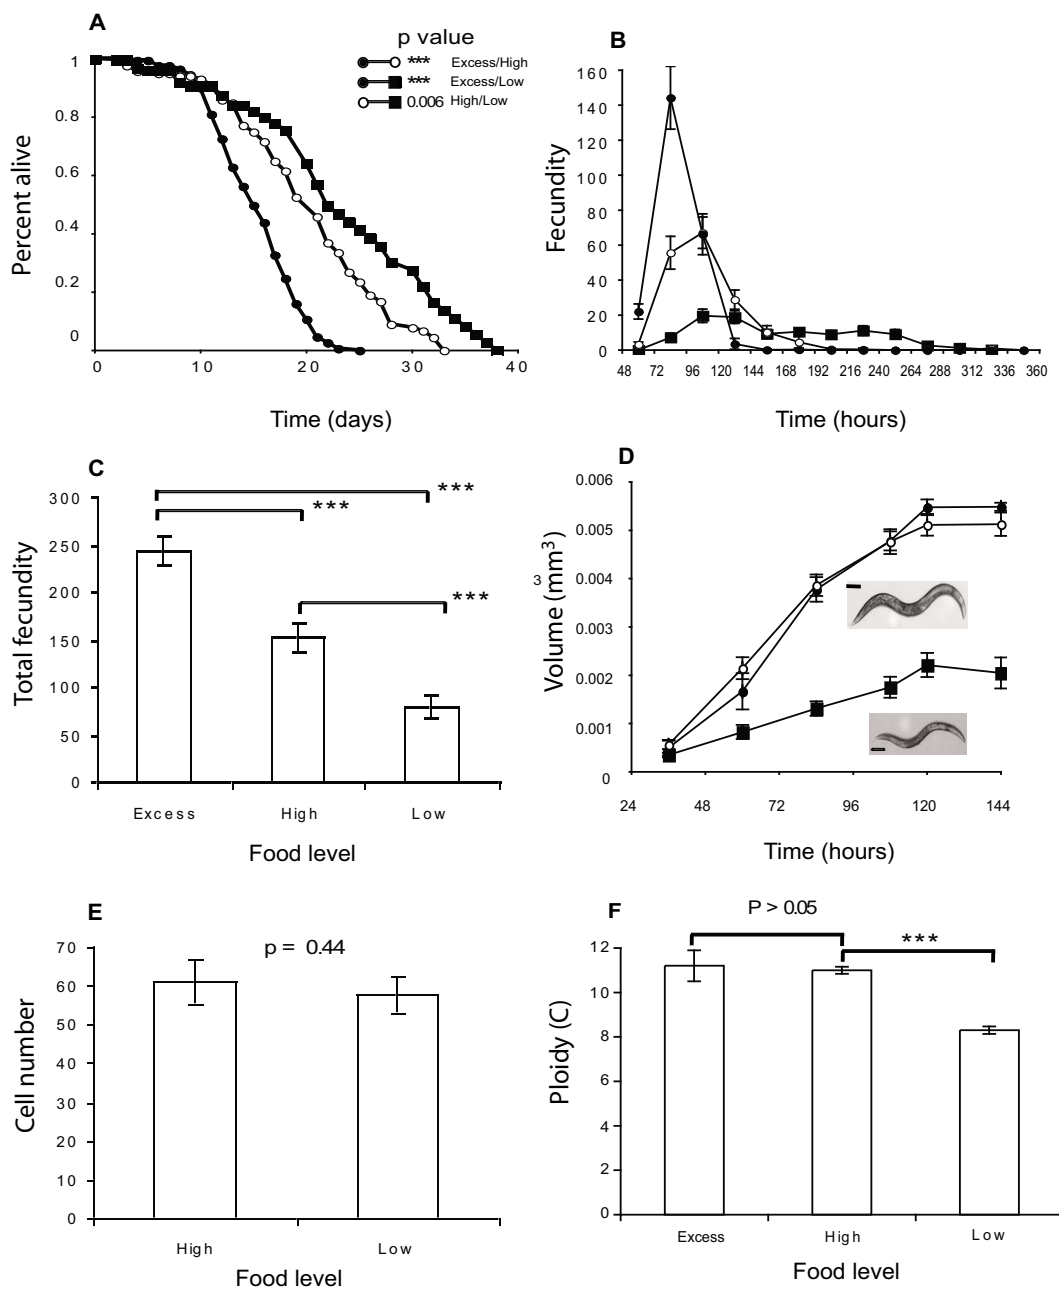 A
p value
*** Excess/High
*** Excess/Low
0.006 High/Low
1
0.8
0.6
0.4
0.2
0
Percent alive
0 10 20 30 40
Time (days)
B
160
140
120
100
80
60
40
20
0
Fecundity
48 72 96 120 144 168 192 216 240 264 288 312 336 360
Time (hours)
C
300
250
200
150
100
50
0
Total fecundity
***
***
***
Excess High Low
Food level
D
0.006
0.005
0.004
0.003
0.002
0.001
0
Volume (mm3)
3
24 48 72 96 120 144
Time (hours)
E
p = 0.44
70
60
50
40
30
20
10
0
Cell number
High Low
Food level
F
P > 0.05
***
12
10
8
6
4
2
0
Ploidy (C)
Excess High Low
Food level